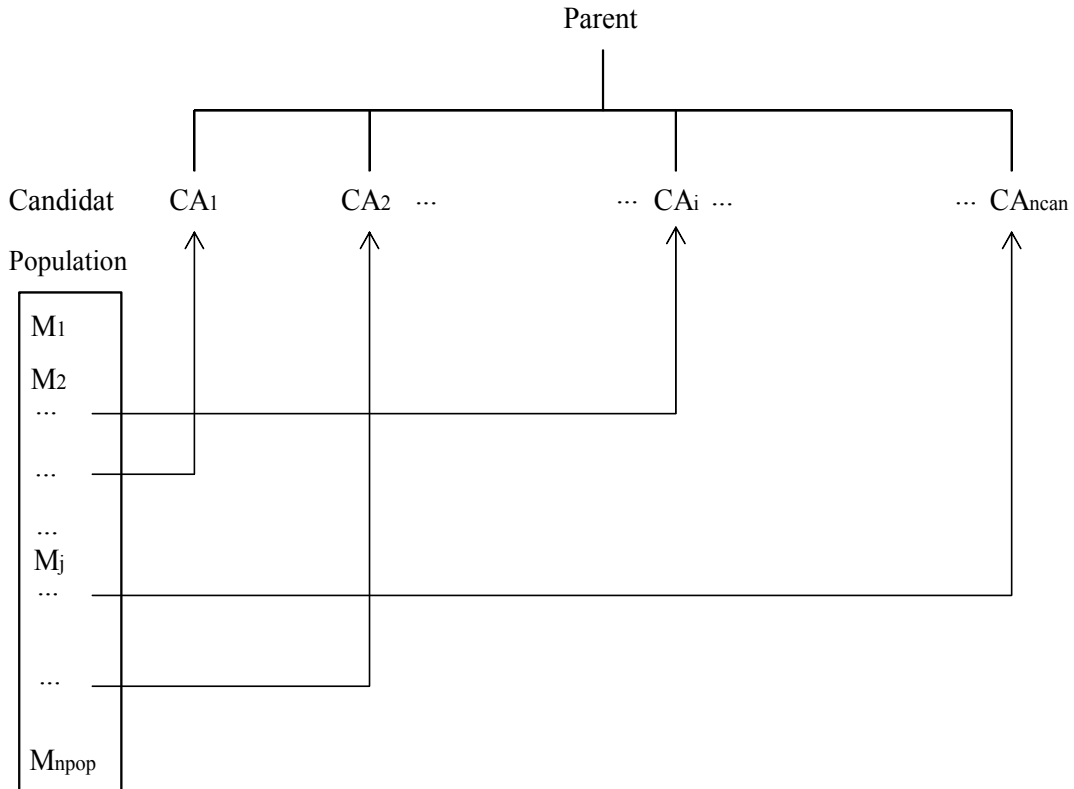 Parent
Candidat CA1 CA2 ... ... CAi ... ... CAncan
Population
M1
M2
...
...
...
Mj
...
...
Mnpop